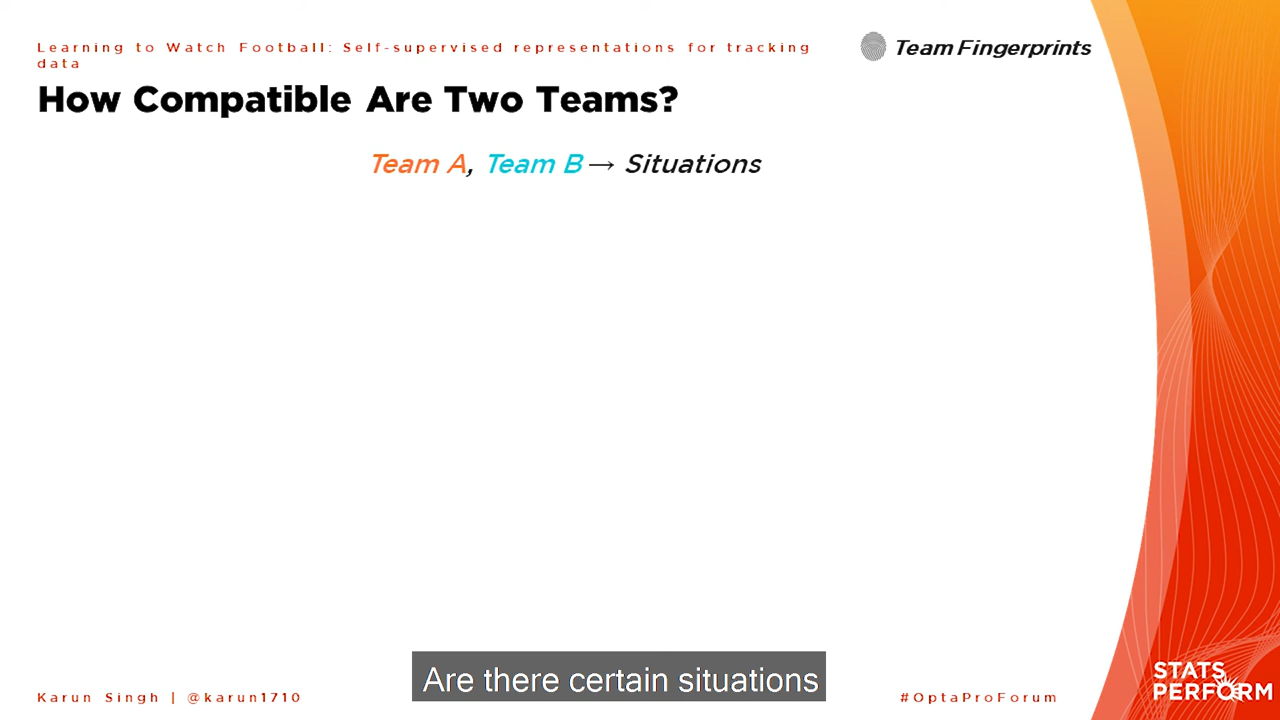 Learning to Watch Football: Self-supervised representations for tracking
data
Team Fingerprints
How Compatible Are Two Teams?
Team A, Team B → Situations
Are there certain situations
Karun Singh | @karun1710
#OptaProForum
STATS
PERFORM